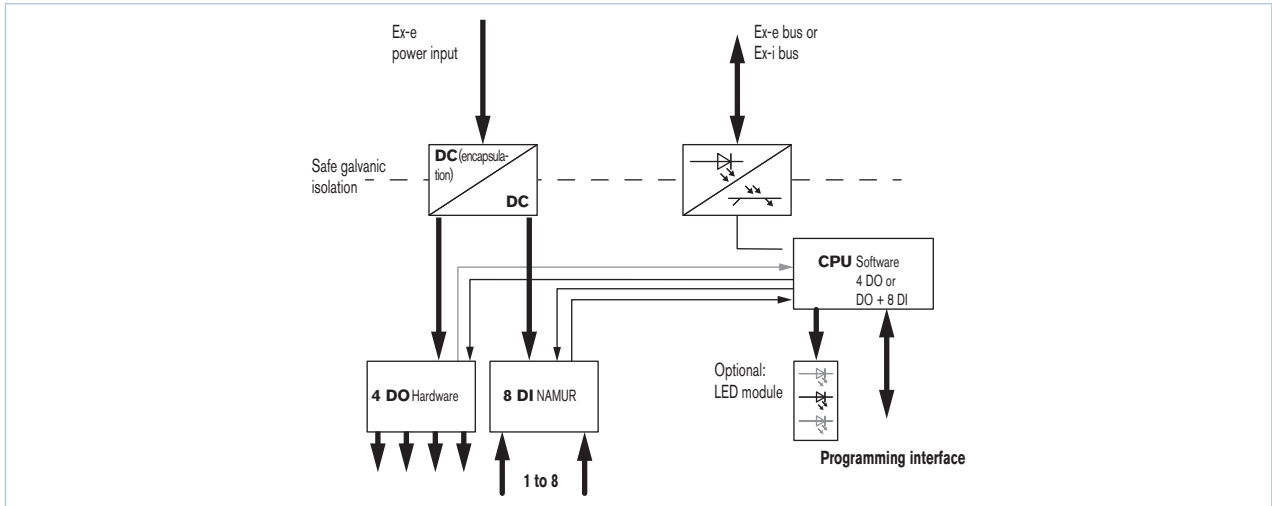 Ex-e
power input
Ex-e bus or
Ex-i bus
Safe galvanic
isolation
DC (encapsula-
tion)
DC
CPU Software
4 DO or
DO + 8 DI
4 DO Hardware
8 DI NAMUR
Optional:
LED module
Programming interface
1 to 8